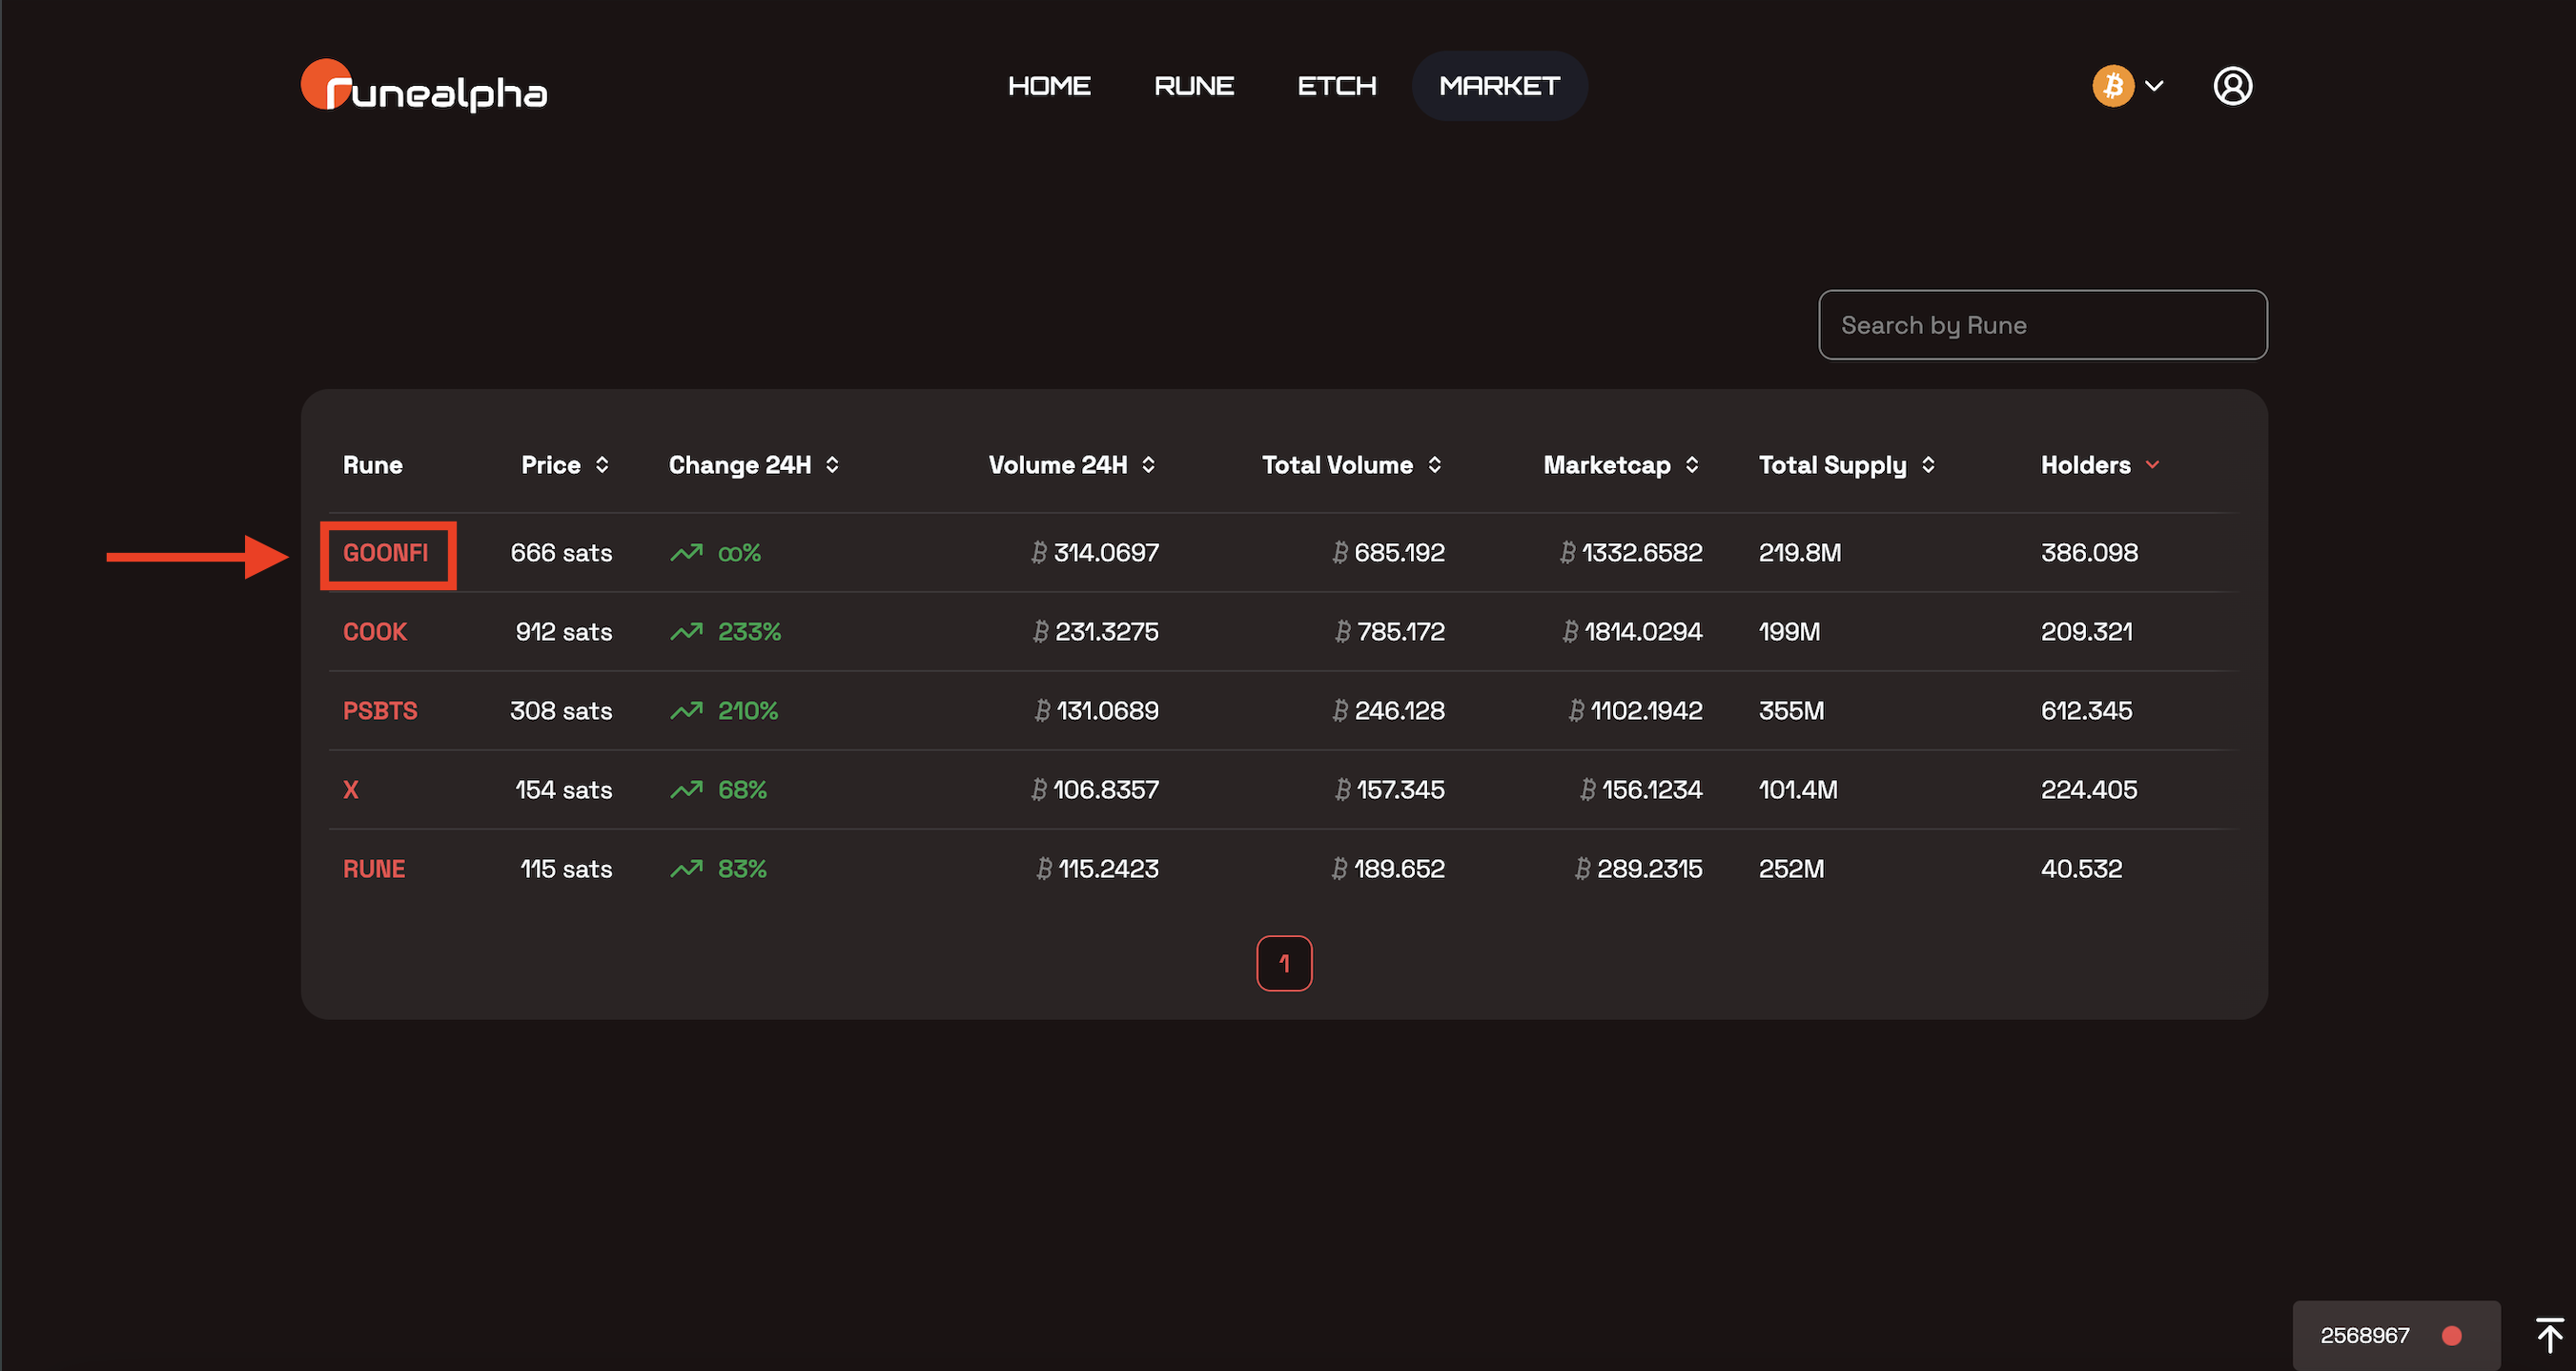 runealpha HOME RUNE ETCH MARKET
Search by Rune
Rune Price Change 24H Volume 24H Total Volume Marketcap Total Supply Holders
GOONFI 666 sats ∞% ₿ 314.0697 ₿ 685.192 ₿ 1332.6582 219.8M 386.098
COOK 912 sats 233% ₿ 231.3275 ₿ 785.172 ₿ 1814.0294 199M 209.321
PSBTS 308 sats 210% ₿ 131.0689 ₿ 246.128 ₿ 1102.1942 355M 612.345
X 154 sats 68% ₿ 106.8357 ₿ 157.345 ₿ 156.1234 101.4M 224.405
RUNE 115 sats 83% ₿ 115.2423 ₿ 189.652 ₿ 289.2315 252M 40.532
1
2568967